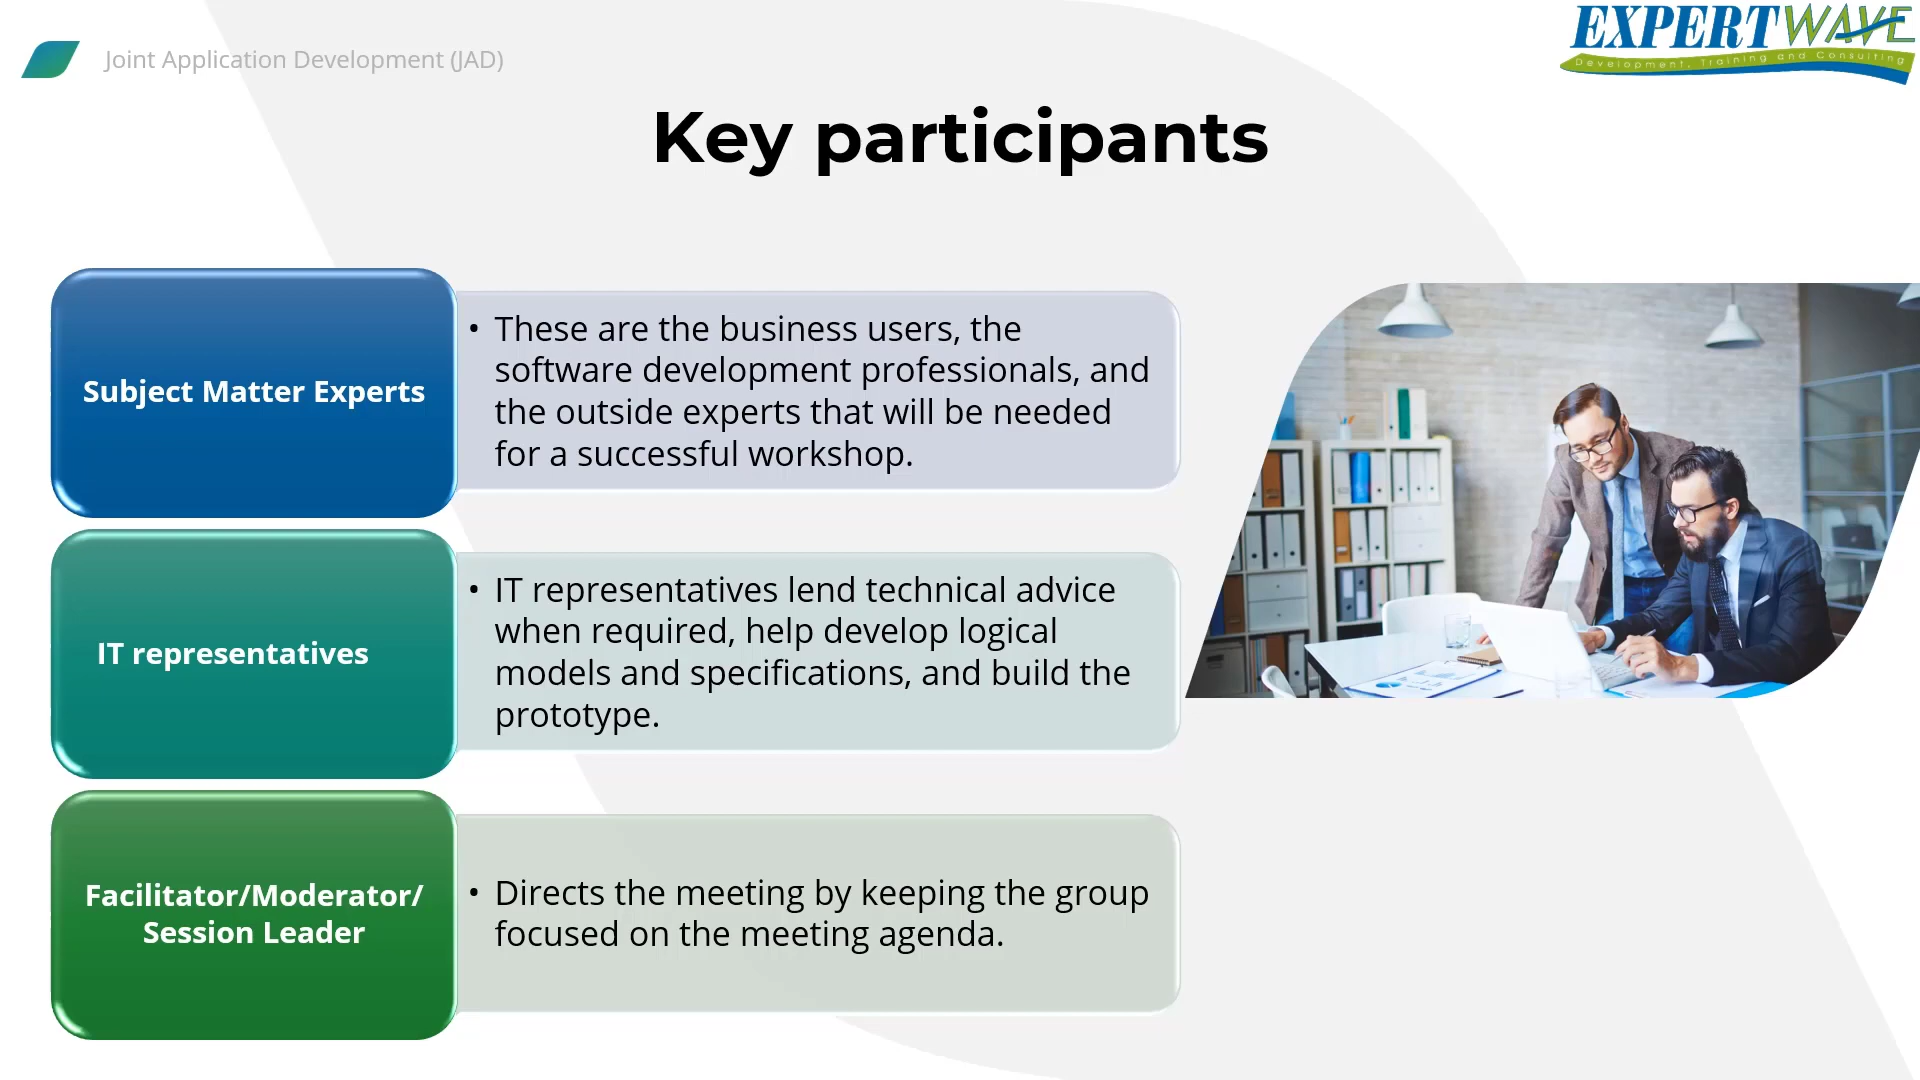 Joint Application Development (JAD)
EXPERTWAVE
Development, Training and Consulting
Key participants
Subject Matter Experts
• These are the business users, the
software development professionals, and
the outside experts that will be needed
for a successful workshop.
IT representatives
• IT representatives lend technical advice
when required, help develop logical
models and specifications, and build the
prototype.
Facilitator/Moderator/
Session Leader
• Directs the meeting by keeping the group
focused on the meeting agenda.